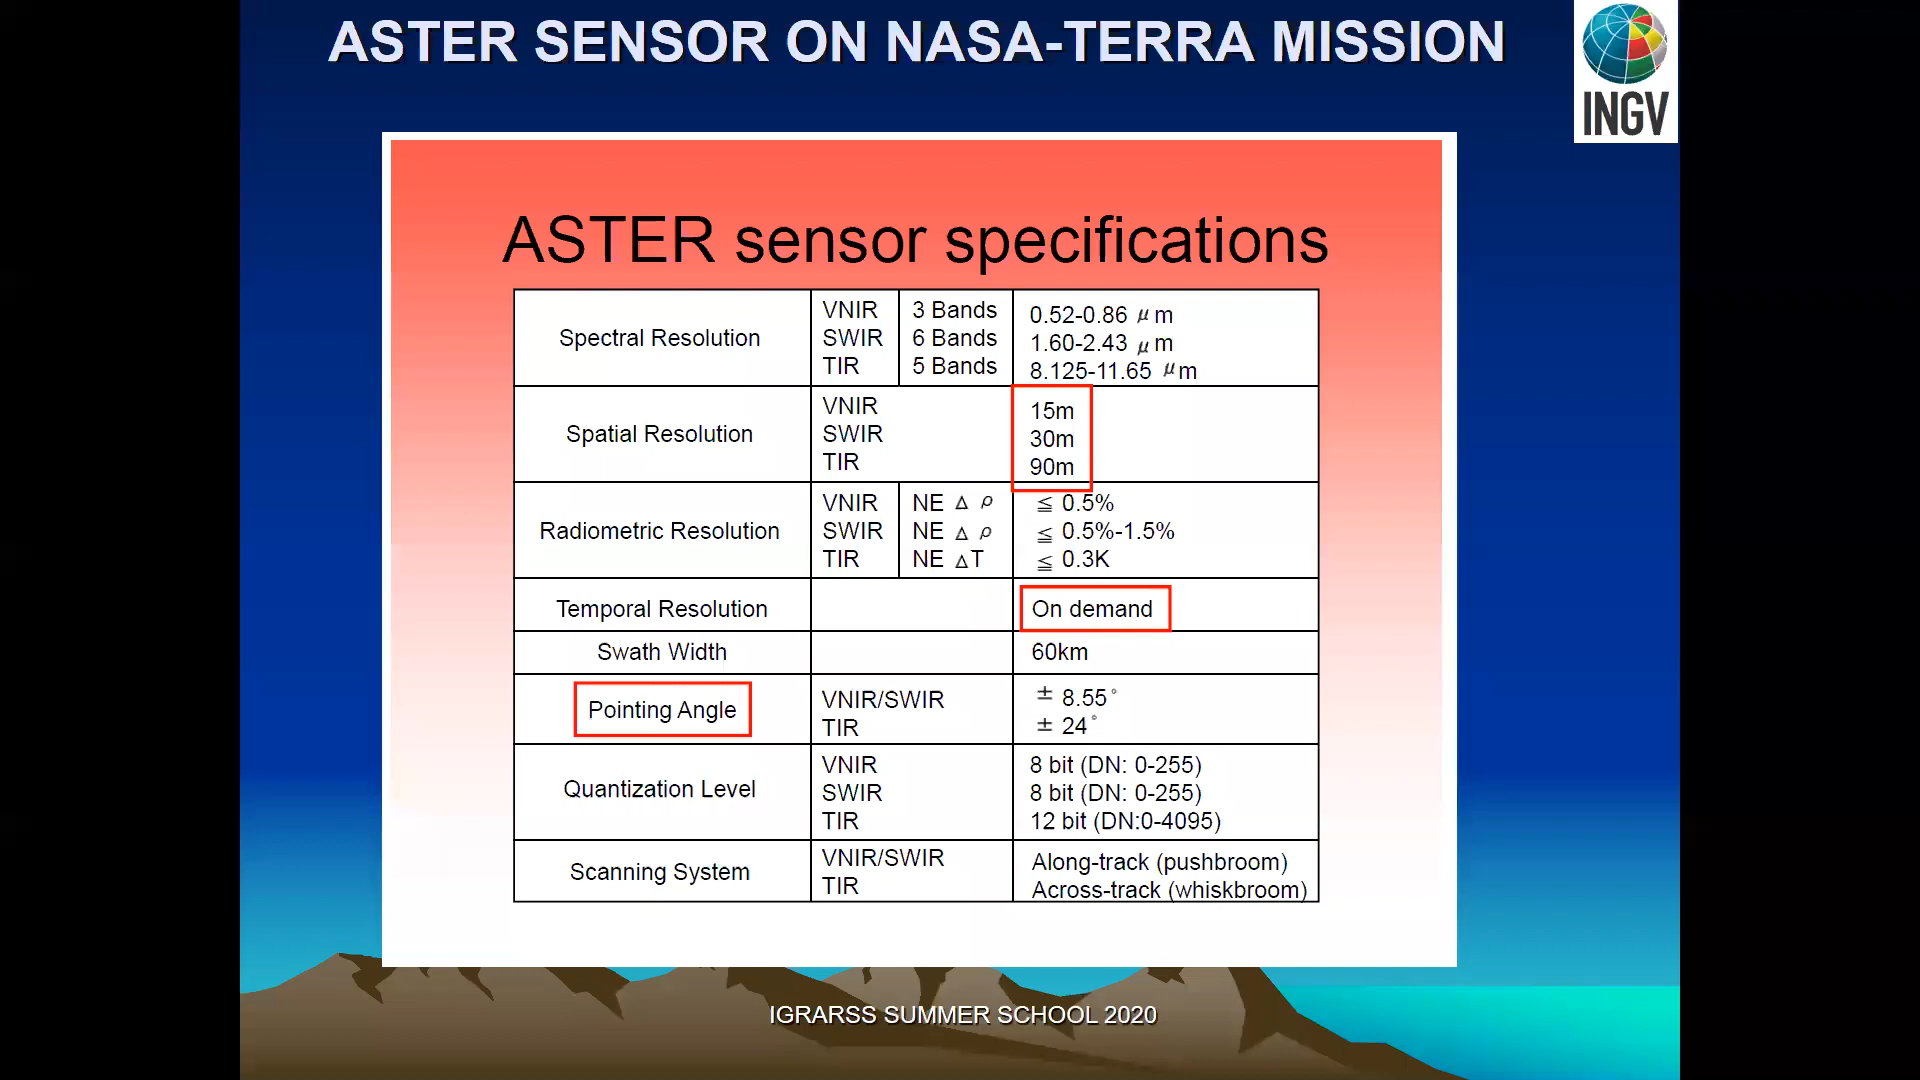 ASTER SENSOR ON NASA-TERRA MISSION
INGV
ASTER sensor specifications
Spectral Resolution
VNIR 3 Bands 0.52-0.86 μm
SWIR 6 Bands 1.60-2.43 μm
TIR 5 Bands 8.125-11.65 μm
Spatial Resolution
VNIR 15m
SWIR 30m
TIR 90m
Radiometric Resolution
VNIR NE Δ ρ ≦ 0.5%
SWIR NE Δ ρ ≦ 0.5%-1.5%
TIR NE ΔT ≦ 0.3K
Temporal Resolution On demand
Swath Width 60km
Pointing Angle
VNIR/SWIR ± 8.55°
TIR ± 24°
Quantization Level
VNIR 8 bit (DN: 0-255)
SWIR 8 bit (DN: 0-255)
TIR 12 bit (DN:0-4095)
Scanning System
VNIR/SWIR Along-track (pushbroom)
TIR Across-track (whiskbroom)
IGRARSS SUMMER SCHOOL 2020